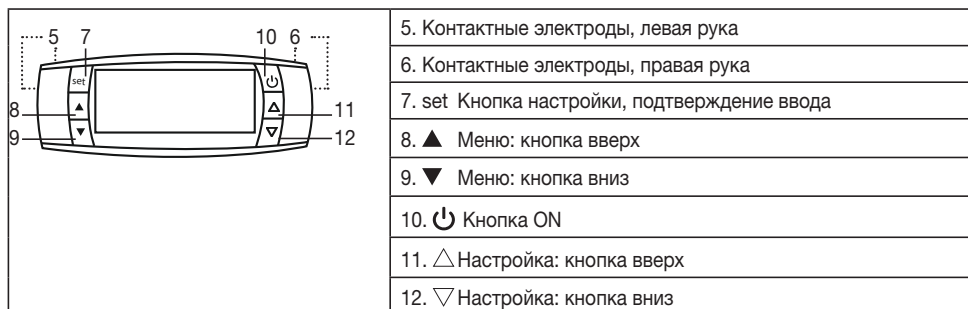 5 7 10 6
set
8 11
9 12
5. Контактные электроды, левая рука
6. Контактные электроды, правая рука
7. set Кнопка настройки, подтверждение ввода
8. ▲ Меню: кнопка вверх
9. ▼ Меню: кнопка вниз
10. ⏻ Кнопка ON
11. △ Настройка: кнопка вверх
12. ▽ Настройка: кнопка вниз